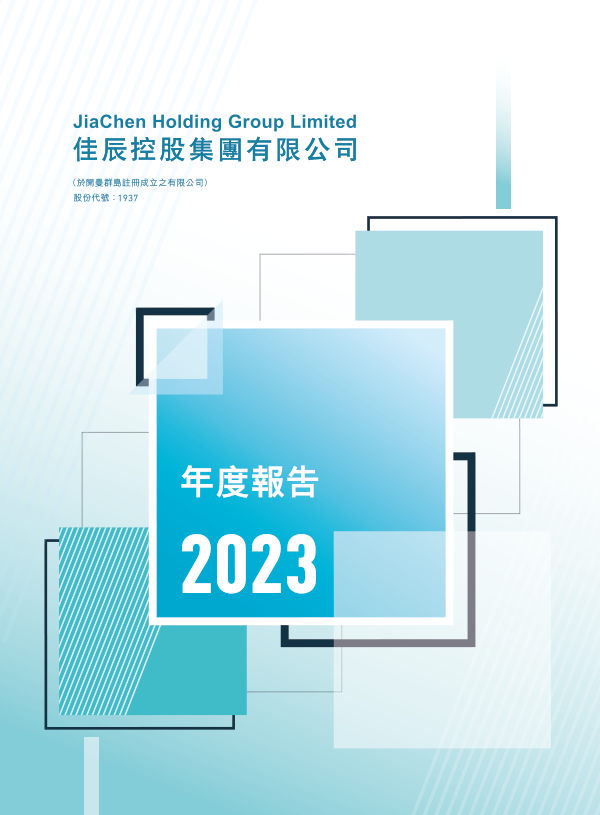 JiaChen Holding Group Limited
佳辰控股集團有限公司
（於開曼群島註冊成立之有限公司）
股份代號：1937
年度報告
2023